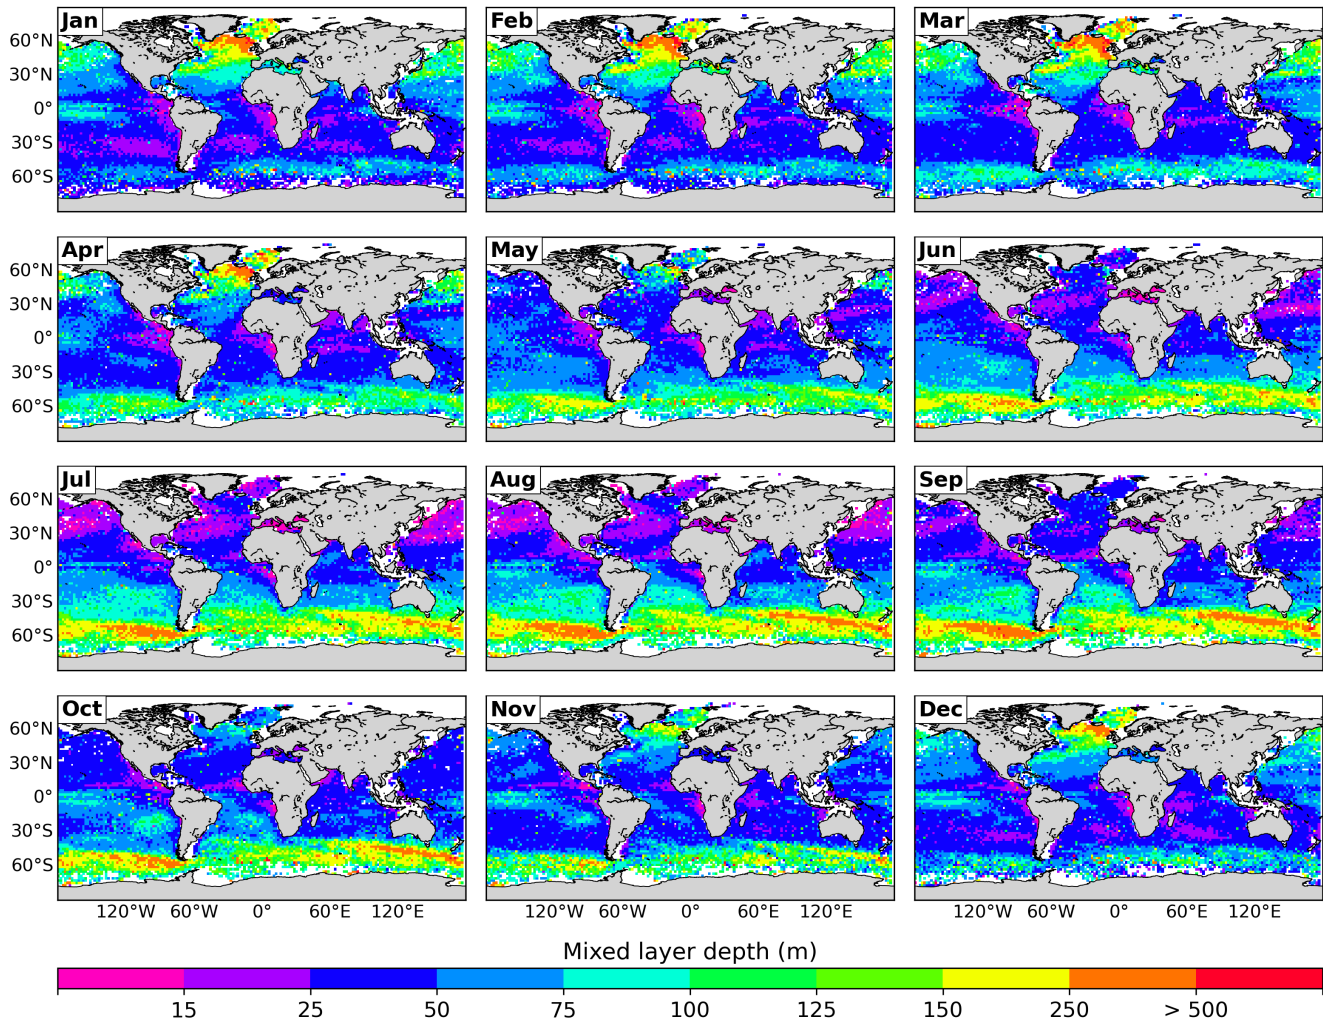 Jan Feb Mar
60°N
30°N
0°
30°S
60°S
Apr May Jun
60°N
30°N
0°
30°S
60°S
Jul Aug Sep
60°N
30°N
0°
30°S
60°S
Oct Nov Dec
60°N
30°N
0°
30°S
60°S
120°W 60°W 0° 60°E 120°E 120°W 60°W 0° 60°E 120°E 120°W 60°W 0° 60°E 120°E
Mixed layer depth (m)
15 25 50 75 100 125 150 250 > 500